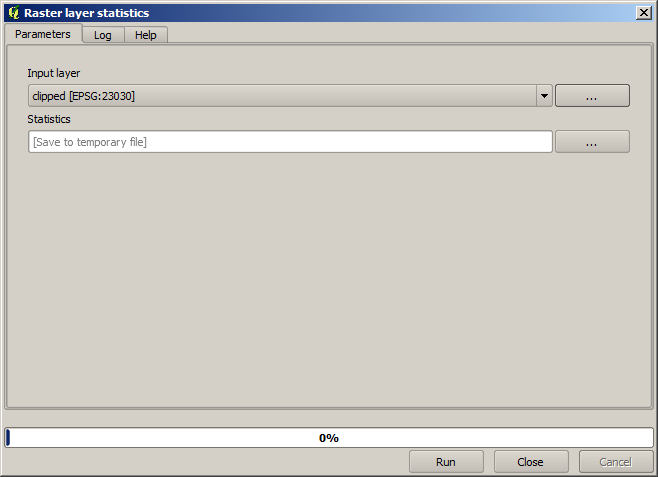 Raster layer statistics
Parameters Log Help
Input layer
clipped [EPSG:23030]
...
Statistics
[Save to temporary file]
...
0%
Run Close Cancel